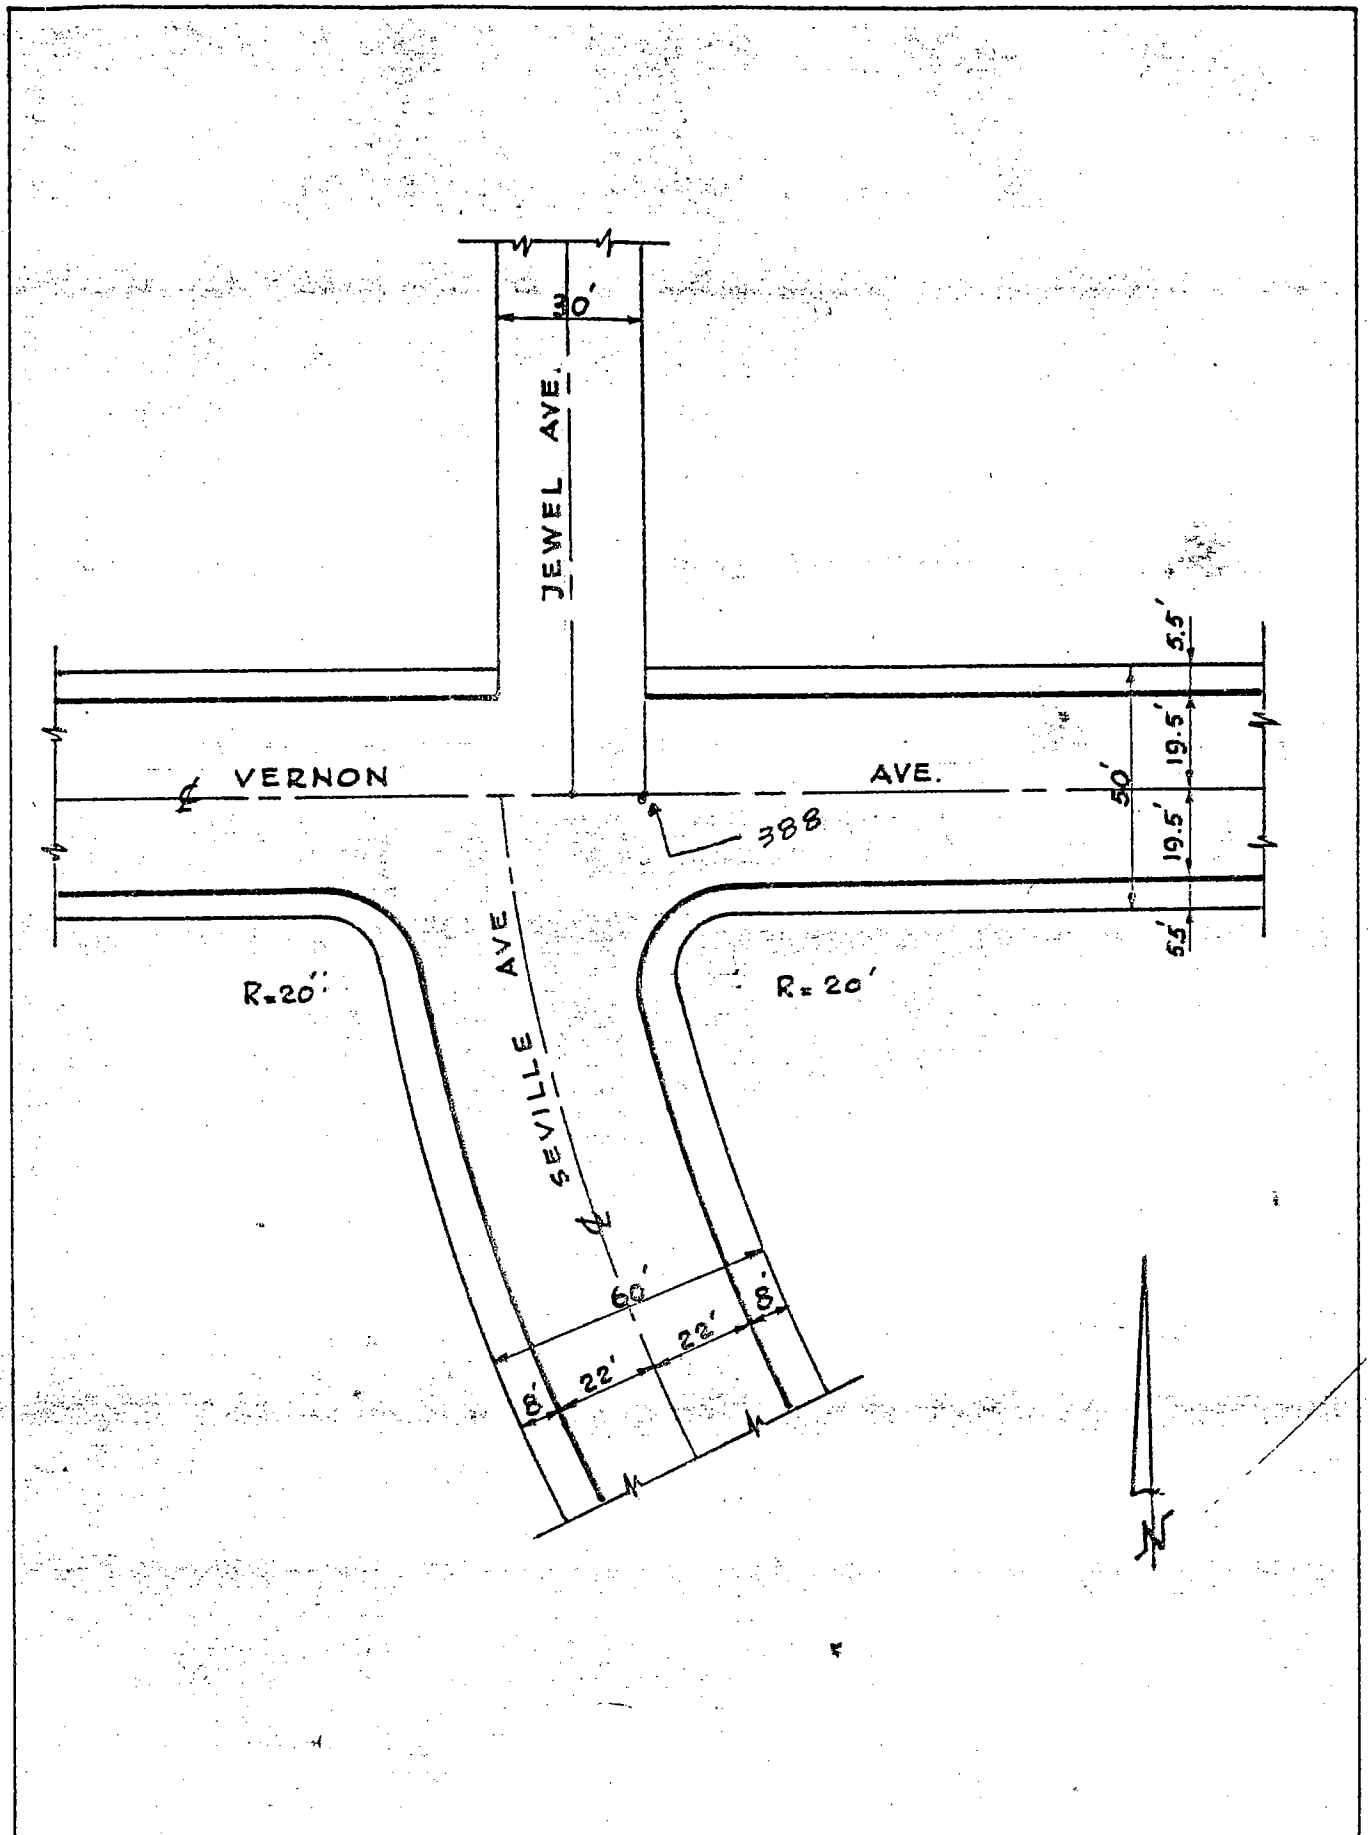 30'
JEWEL AVE.
5.5'
19.5'
50'
19.5'
5.5'
℄ VERNON AVE.
388
R=20'
R=20'
SEVILLE AVE
℄
60'
8'
22'
22'
8'
N